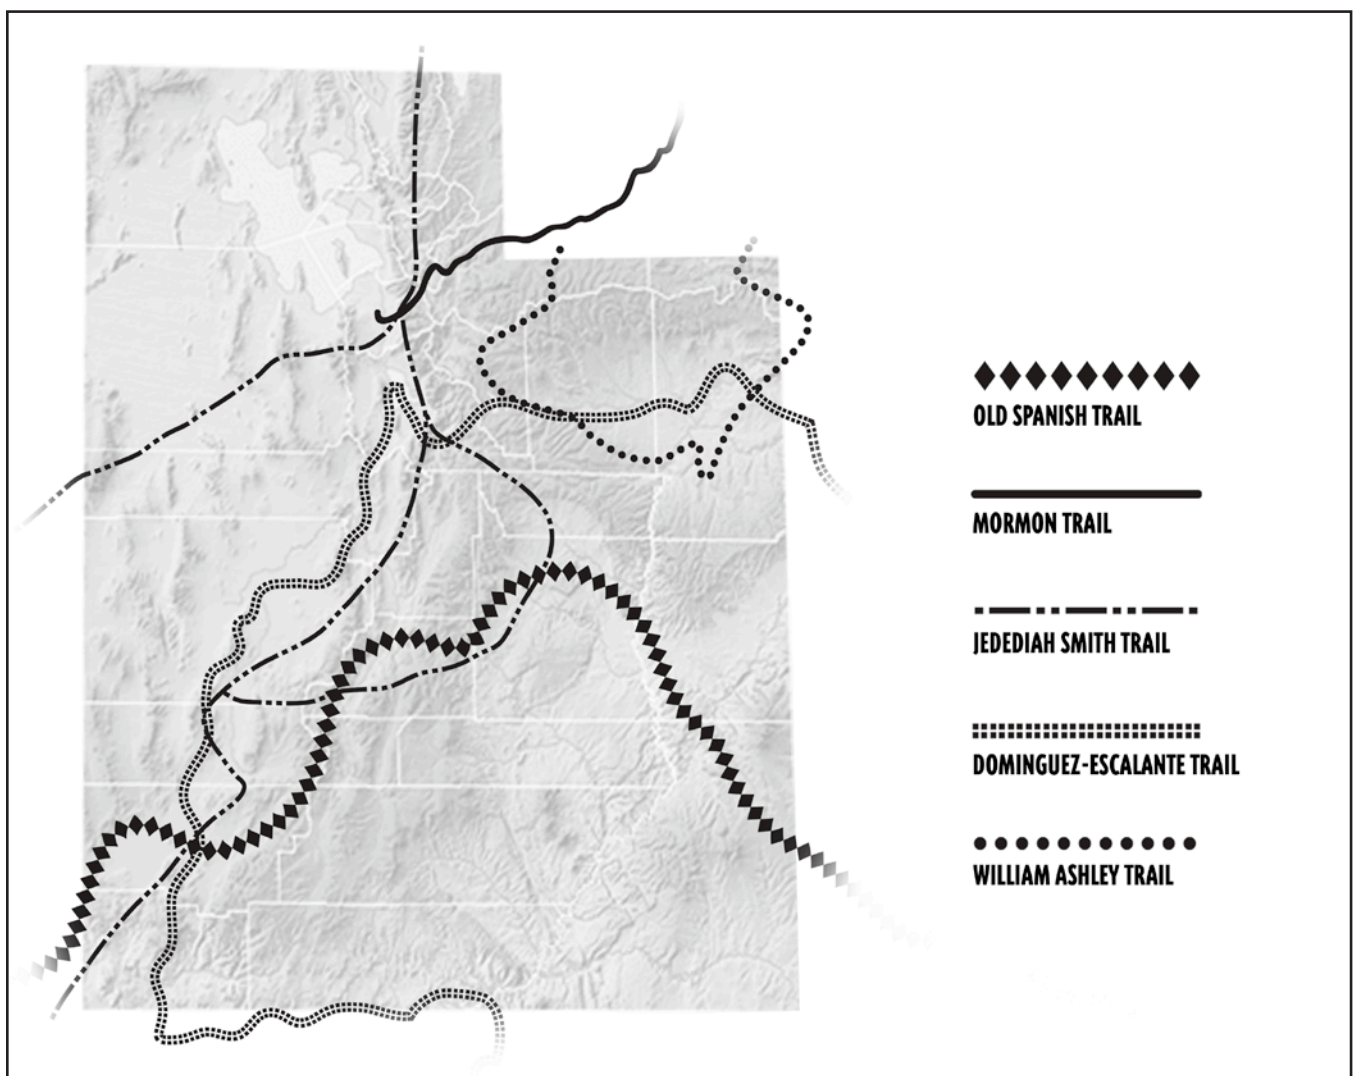 OLD SPANISH TRAIL
MORMON TRAIL
JEDEDIAH SMITH TRAIL
DOMINGUEZ-ESCALANTE TRAIL
WILLIAM ASHLEY TRAIL